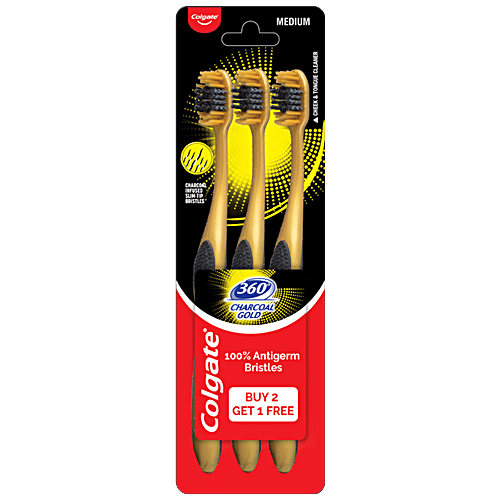 Colgate
MEDIUM
▲ CHEEK & TONGUE CLEANER
CHARCOAL
INFUSED
SLIM-TIP
BRISTLES
360°
CHARCOAL
GOLD
Colgate
100% Antigerm
Bristles
BUY 2
GET 1 FREE